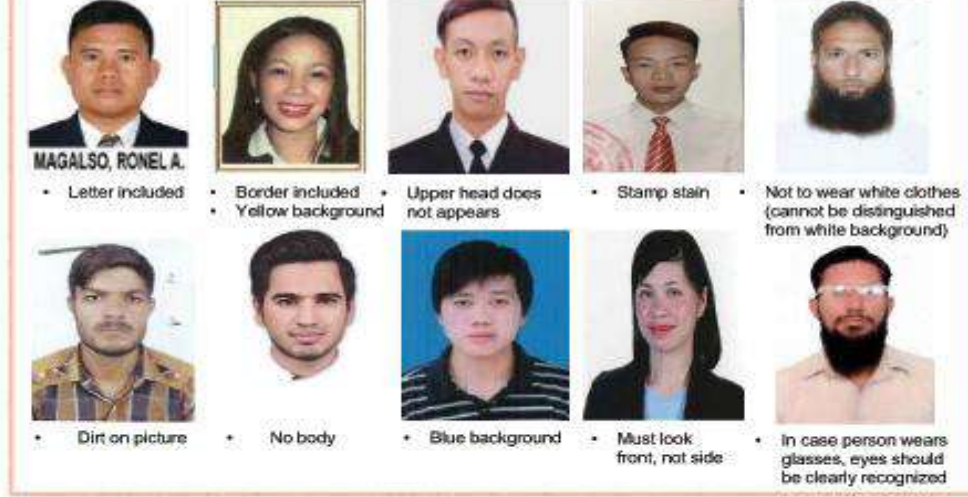 MAGALSO, RONEL A.
• Letter included
• Border included
• Yellow background
• Upper head does
not appears
• Stamp stain
• Not to wear white clothes
(cannot be distinguished
from white background)
• Dirt on picture
• No body
• Blue background
• Must look
front, not side
• In case person wears
glasses, eyes should
be clearly recognized